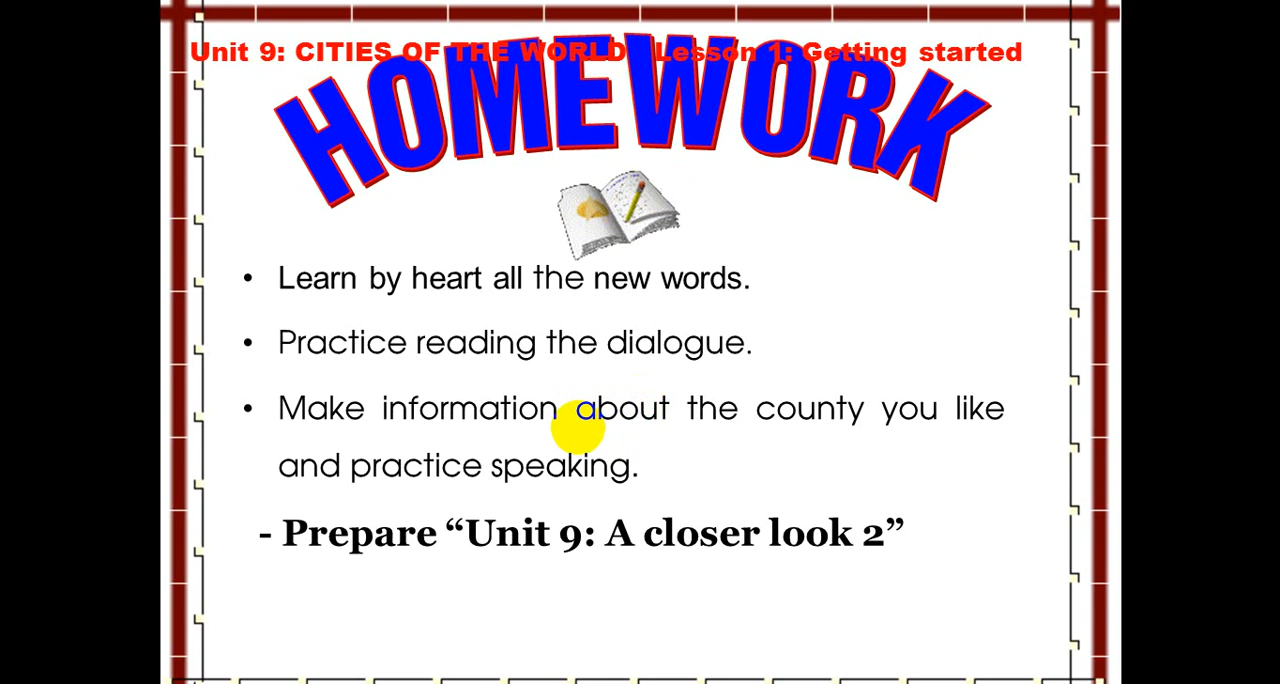 Unit 9: CITIES OF THE WORLD Lesson 1: Getting started
HOMEWORK
• Learn by heart all the new words.
• Practice reading the dialogue.
• Make information about the county you like
and practice speaking.
- Prepare “Unit 9: A closer look 2”